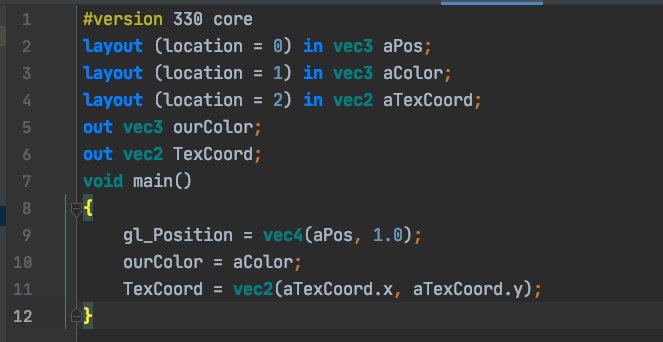 1 #version 330 core
2 layout (location = 0) in vec3 aPos;
3 layout (location = 1) in vec3 aColor;
4 layout (location = 2) in vec2 aTexCoord;
5 out vec3 ourColor;
6 out vec2 TexCoord;
7 void main()
8 {
9     gl_Position = vec4(aPos, 1.0);
10     ourColor = aColor;
11     TexCoord = vec2(aTexCoord.x, aTexCoord.y);
12 }